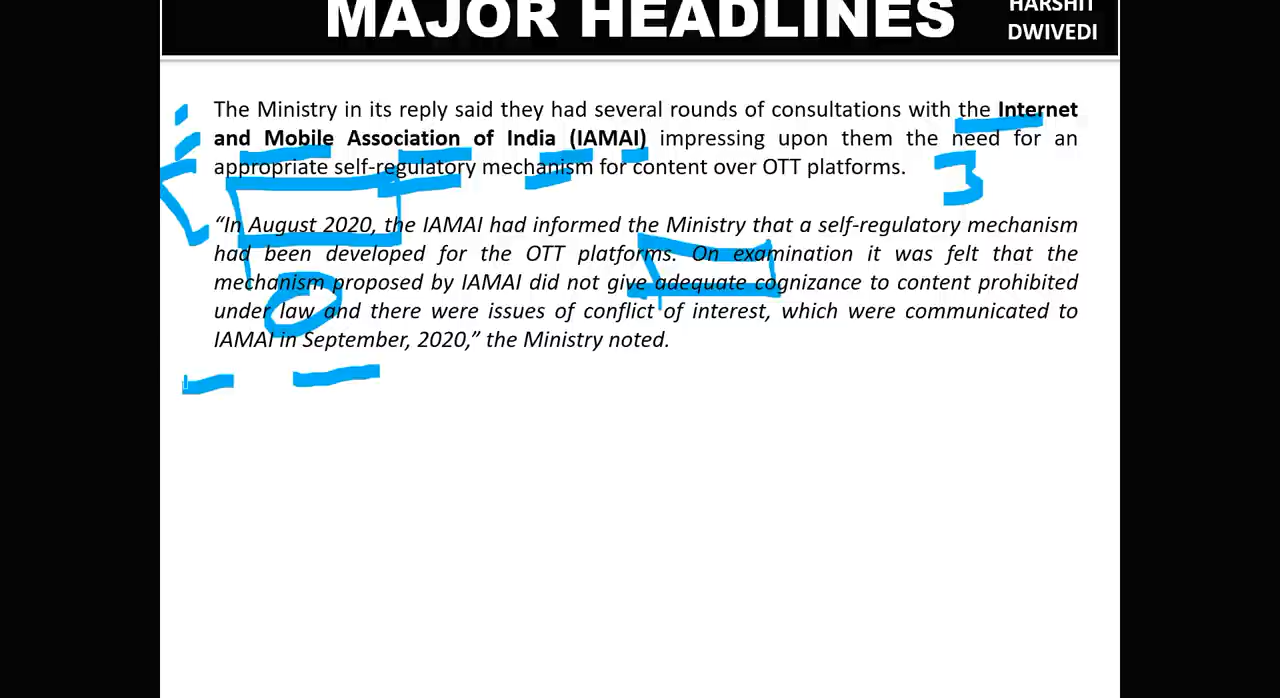 MAJOR HEADLINES
HARSHIT
DWIVEDI
The Ministry in its reply said they had several rounds of consultations with the Internet
and Mobile Association of India (IAMAI) impressing upon them the need for an
appropriate self-regulatory mechanism for content over OTT platforms.
3
“In August 2020, the IAMAI had informed the Ministry that a self-regulatory mechanism
had been developed for the OTT platforms. On examination it was felt that the
mechanism proposed by IAMAI did not give adequate cognizance to content prohibited
under law and there were issues of conflict of interest, which were communicated to
IAMAI in September, 2020,” the Ministry noted.